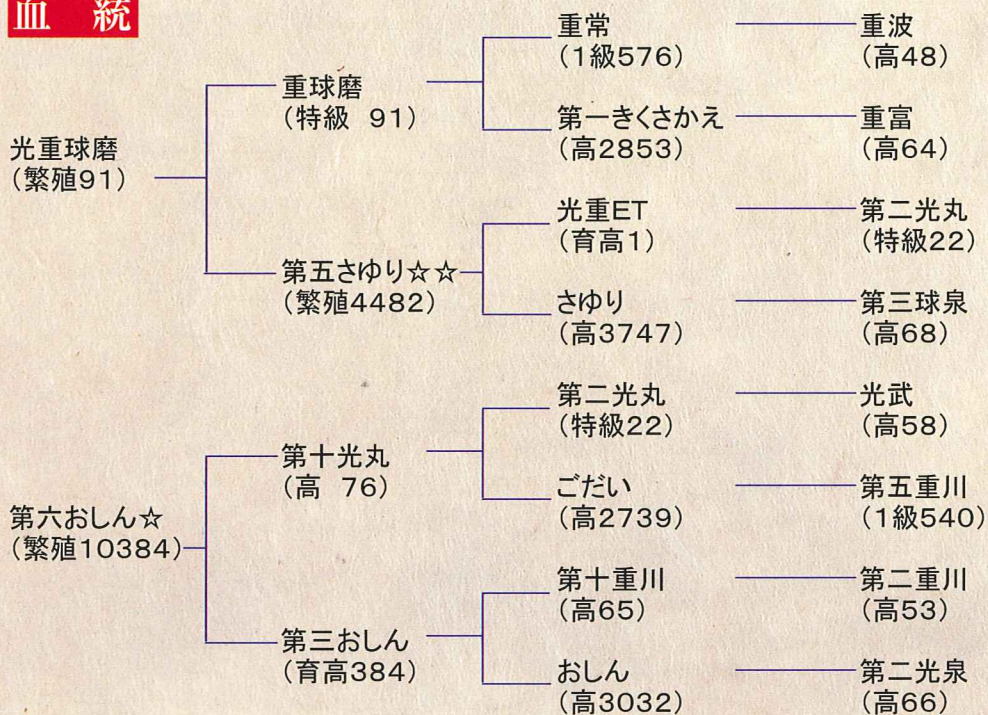 血統
光重球磨
(繁殖91)
重球磨
(特級 91)
重常
(1級576)
重波
(高48)
第一きくさかえ
(高2853)
重富
(高64)
第五さゆり☆☆
(繁殖4482)
光重ET
(育高1)
第二光丸
(特級22)
さゆり
(高3747)
第三球泉
(高68)
第六おしん☆
(繁殖10384)
第十光丸
(高 76)
第二光丸
(特級22)
光武
(高58)
ごだい
(高2739)
第五重川
(1級540)
第三おしん
(育高384)
第十重川
(高65)
第二重川
(高53)
おしん
(高3032)
第二光泉
(高66)